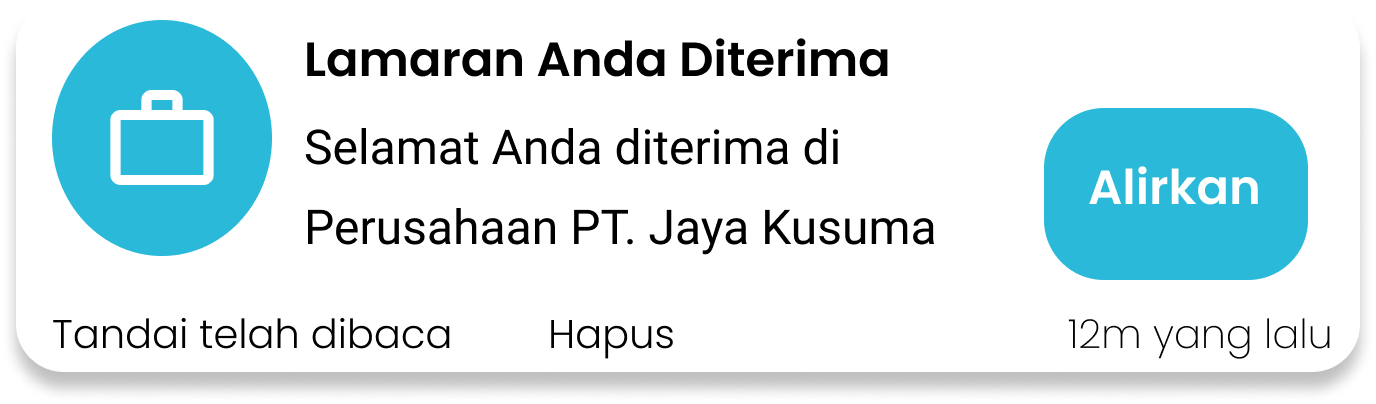 Lamaran Anda Diterima
Selamat Anda diterima di
Perusahaan PT. Jaya Kusuma
Alirkan
Tandai telah dibaca
Hapus
12m yang lalu